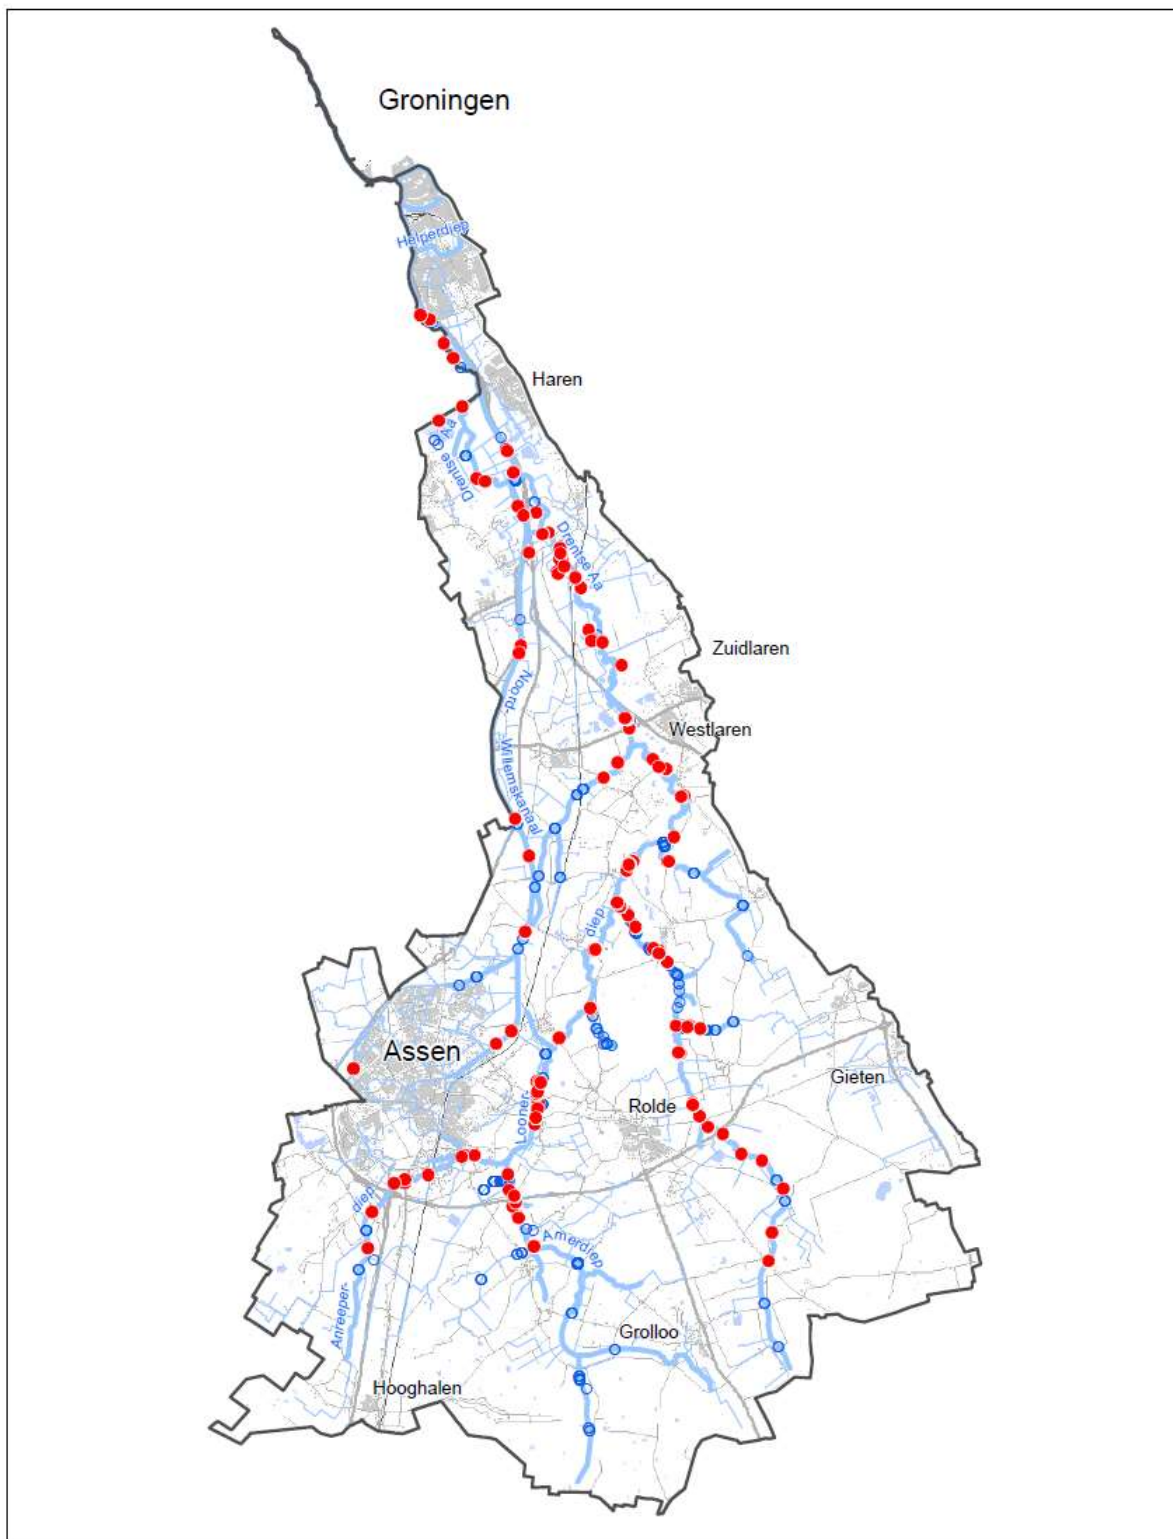 Groningen
Helperdiep
Haren
Drentse Aa
Drentse Aa
Zuidlaren
Noord-
Westlaren
Willemskanaal
diep
Assen
Gieten
Looner-
Rolde
diep
Amerdiep
Anreeper-
Grolloo
Hooghalen